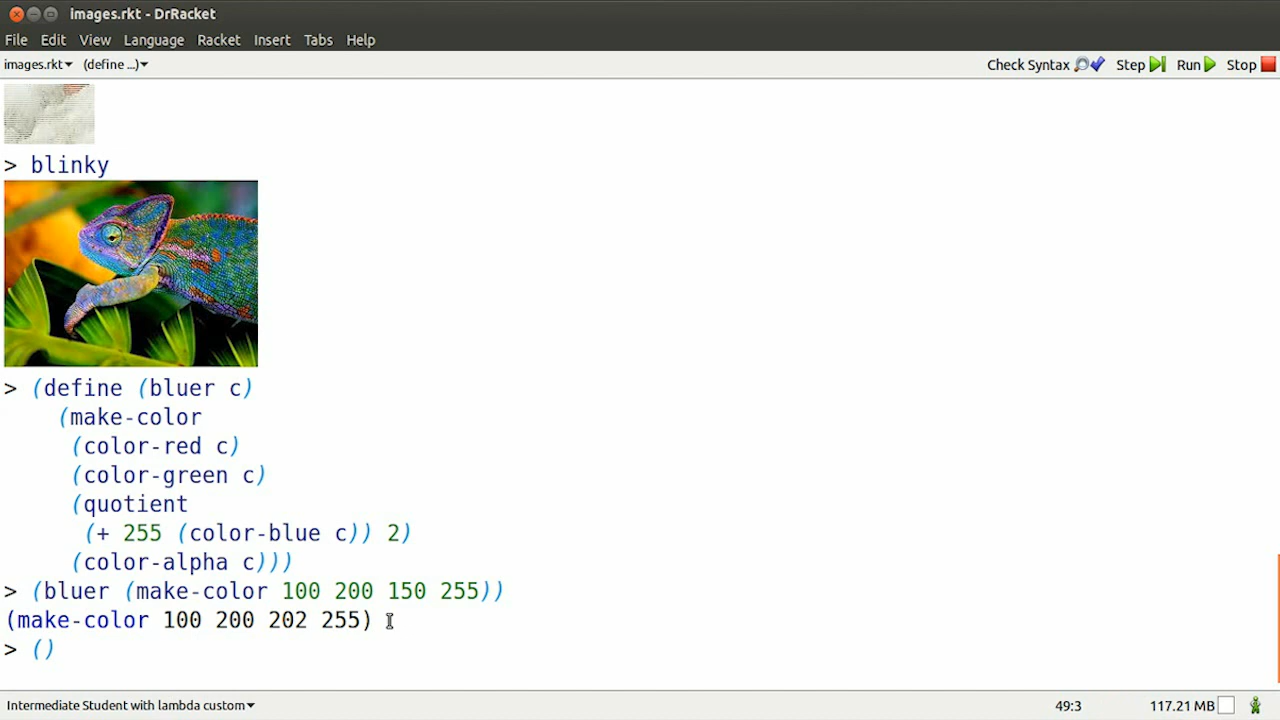 images.rkt - DrRacket
File Edit View Language Racket Insert Tabs Help
images.rkt (define ...) Check Syntax Step Run Stop
> blinky
> (define (bluer c)
(make-color
(color-red c)
(color-green c)
(quotient
(+ 255 (color-blue c)) 2)
(color-alpha c)))
> (bluer (make-color 100 200 150 255))
(make-color 100 200 202 255)
> ()
Intermediate Student with lambda custom 49:3 117.21 MB